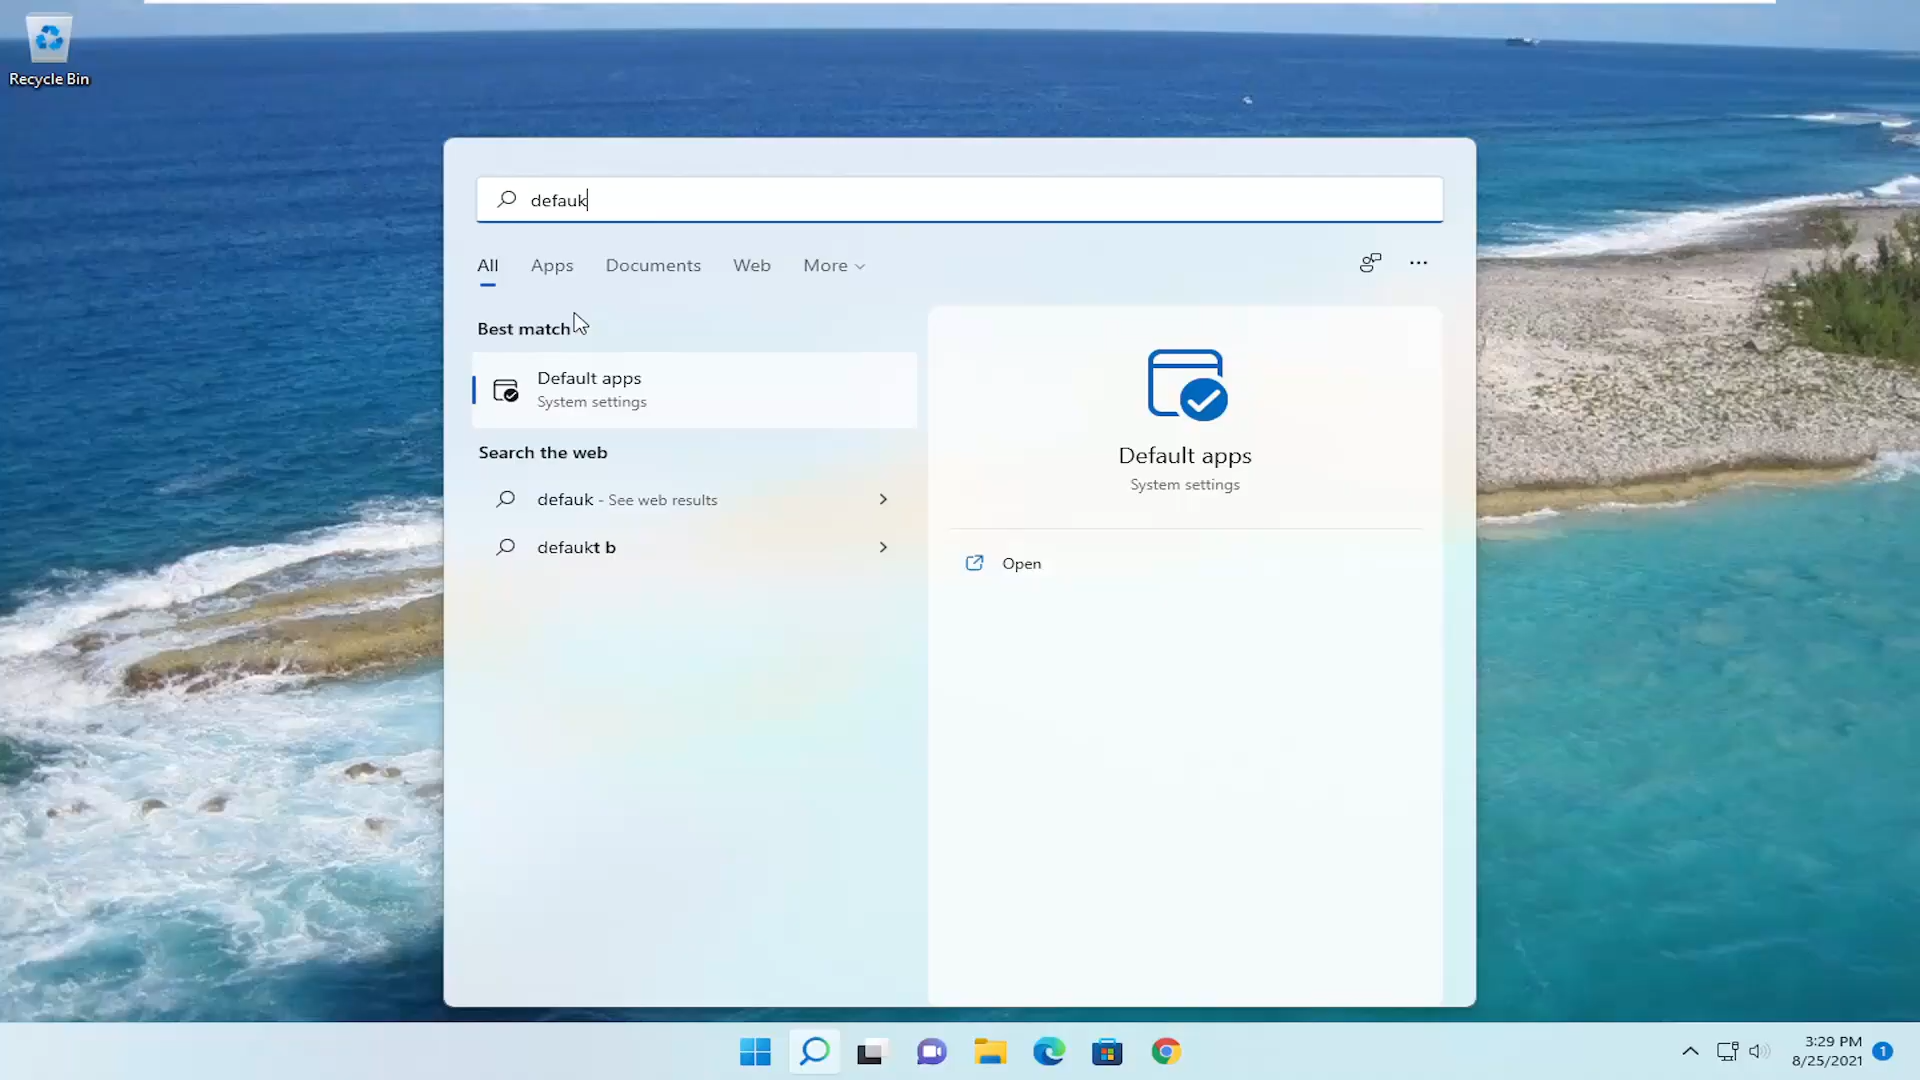 Recycle Bin
defauk
All Apps Documents Web More
Best match
Default apps
System settings
Search the web
defauk - See web results
defaukt b
Default apps
System settings
Open
3:29 PM
8/25/2021
1